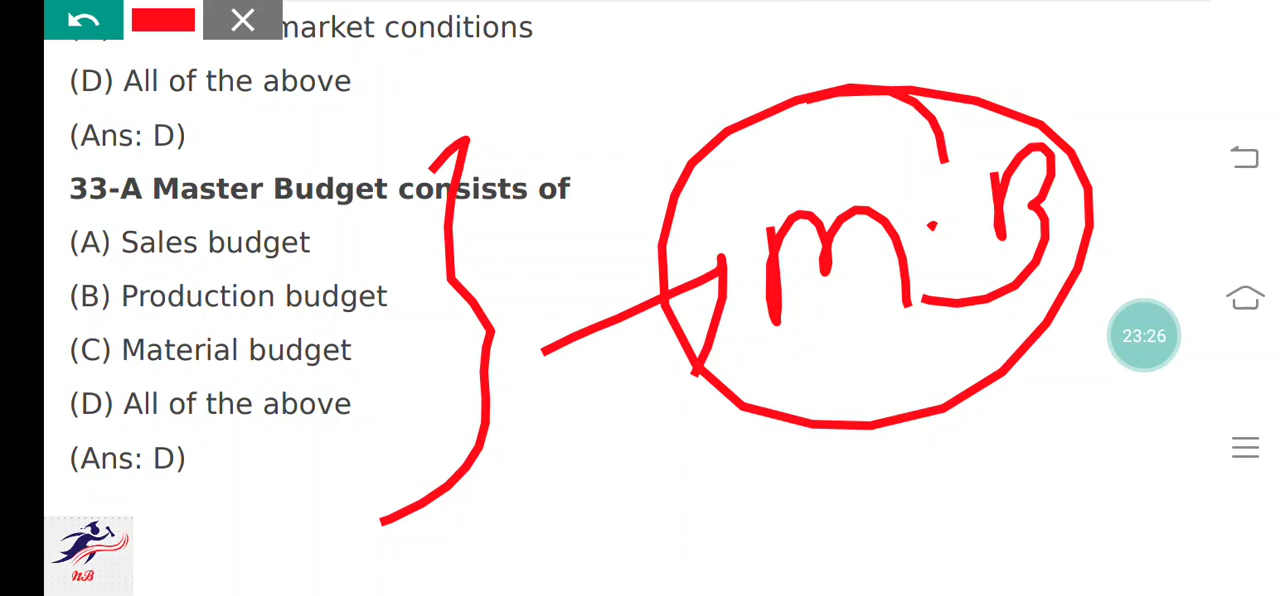 market conditions
(D) All of the above
(Ans: D)
33-A Master Budget consists of
(A) Sales budget
(B) Production budget
(C) Material budget
(D) All of the above
(Ans: D)
m.B
23:26
NB